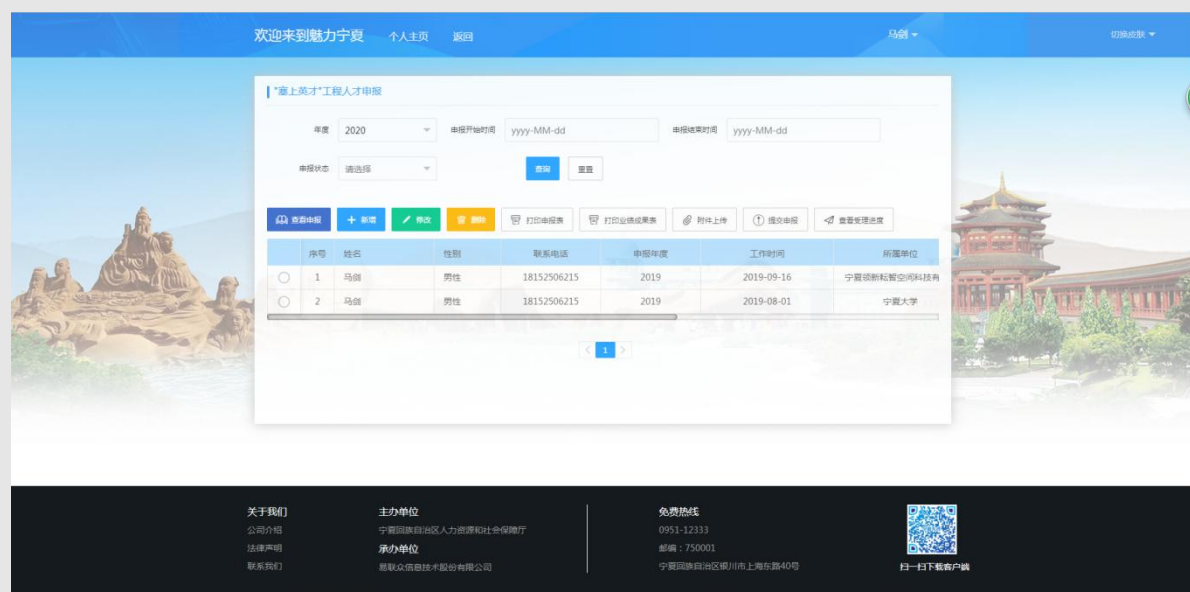 欢迎来到魅力宁夏 个人主页 返回 马剑 切换皮肤
"塞上英才"工程人才申报
年度 2020 申报开始时间 yyyy-MM-dd 申报结束时间 yyyy-MM-dd
申报状态 请选择 查询 重置
查看申报 新增 修改 删除 打印申报表 打印业绩成果表 附件上传 提交申报 查看受理进度
序号 姓名 性别 联系电话 申报年度 工作时间 所属单位
1 马剑 男性 18152506215 2019 2019-09-16 宁夏领新耘智空间科技有
2 马剑 男性 18152506215 2019 2019-08-01 宁夏大学
1
关于我们 主办单位 免费热线
公司介绍 宁夏回族自治区人力资源和社会保障厅 0951-12333
法律声明 承办单位 邮编：750001
联系我们 易联众信息技术股份有限公司 宁夏回族自治区银川市上海东路40号 扫一扫下载客户端